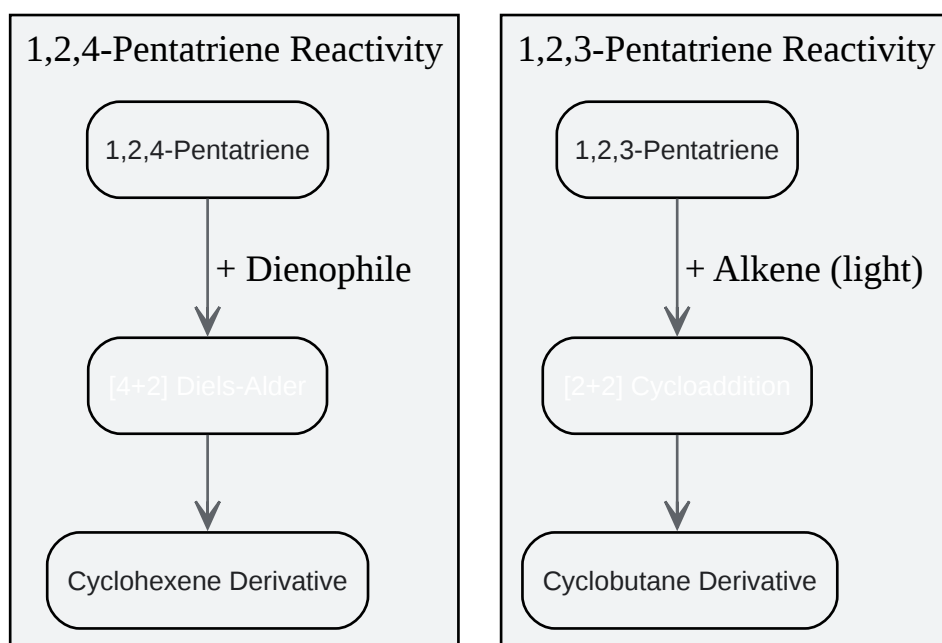 1,2,4-Pentatriene Reactivity
1,2,4-Pentatriene
+ Dienophile
[4+2] Diels-Alder
Cyclohexene Derivative
1,2,3-Pentatriene Reactivity
1,2,3-Pentatriene
+ Alkene (light)
[2+2] Cycloaddition
Cyclobutane Derivative